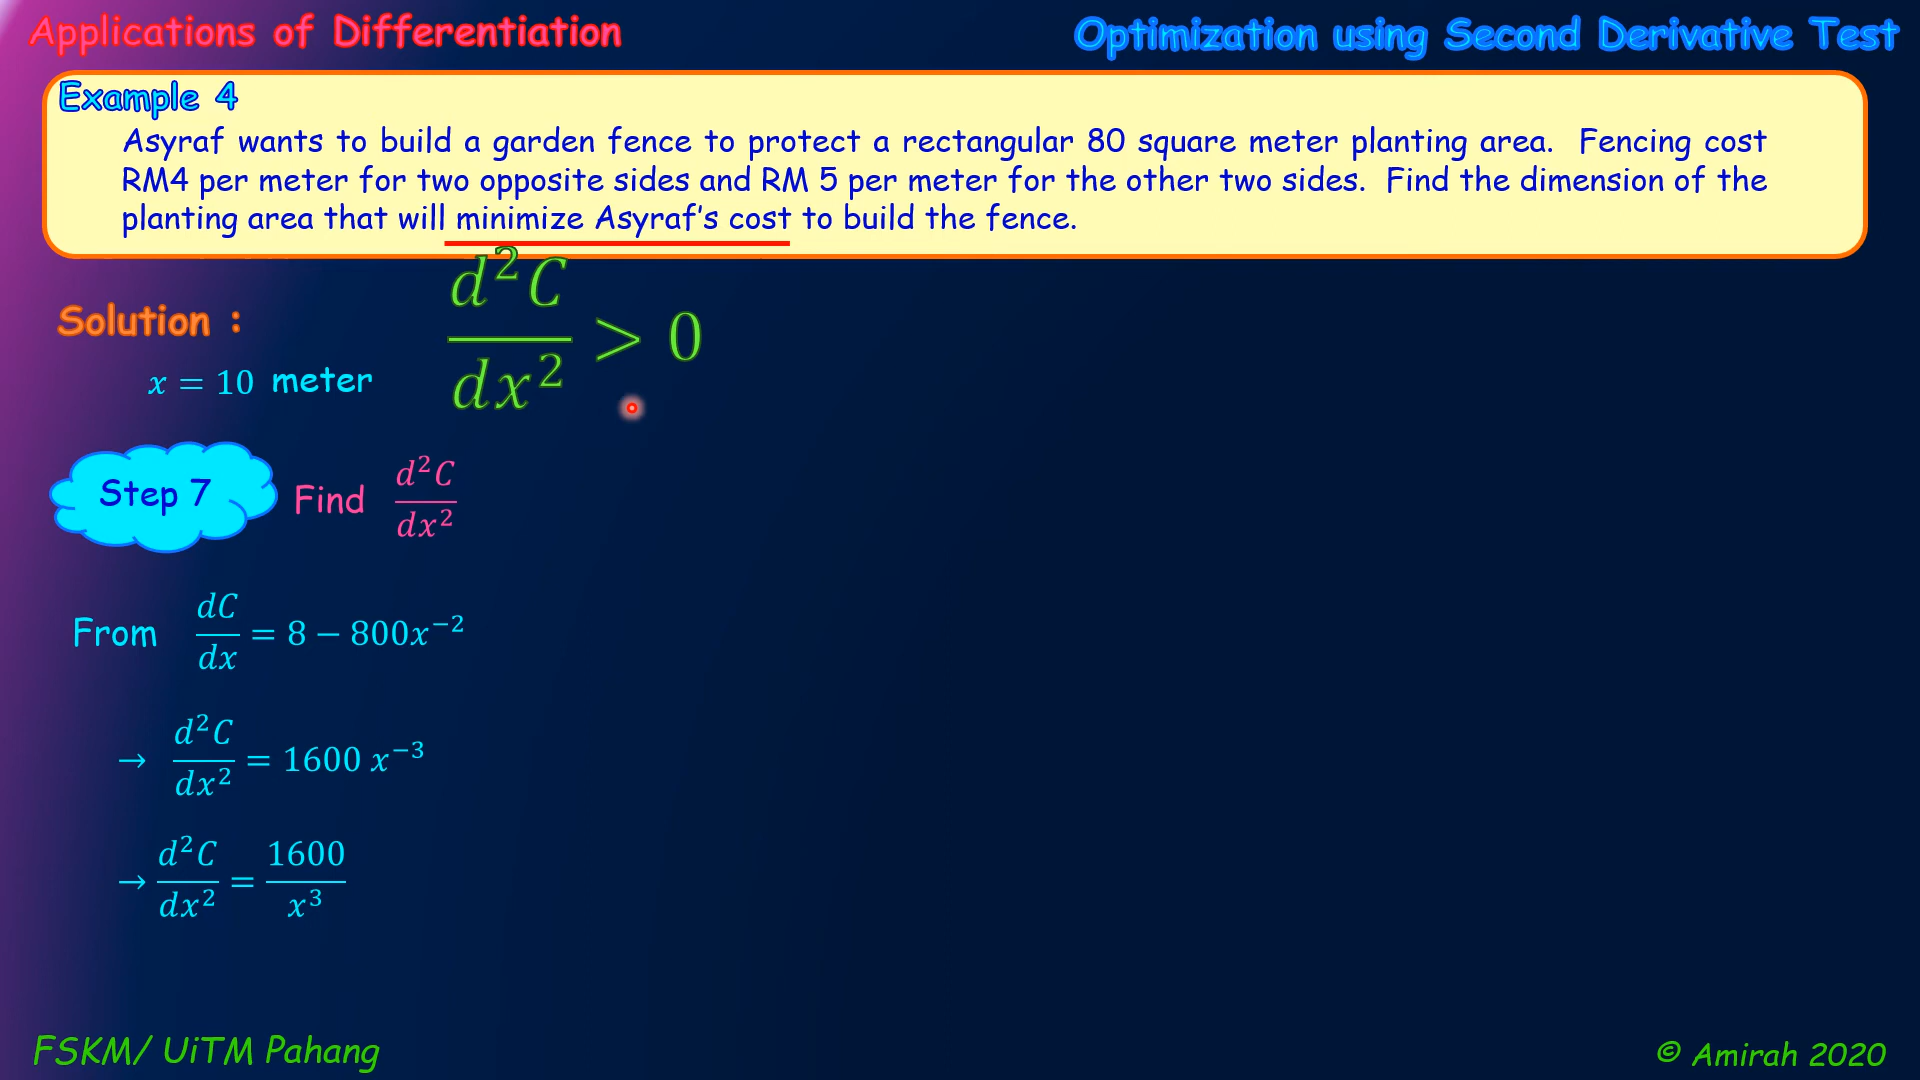 Applications of Differentiation
Optimization using Second Derivative Test
Example 4
Asyraf wants to build a garden fence to protect a rectangular 80 square meter planting area. Fencing cost
RM4 per meter for two opposite sides and RM 5 per meter for the other two sides. Find the dimension of the
planting area that will minimize Asyraf's cost to build the fence.
d²C/dx² > 0
Solution :
x = 10 meter
Step 7
Find d²C/dx²
From dC/dx = 8 − 800x⁻²
→ d²C/dx² = 1600 x⁻³
→ d²C/dx² = 1600/x³
FSKM/ UiTM Pahang
© Amirah 2020